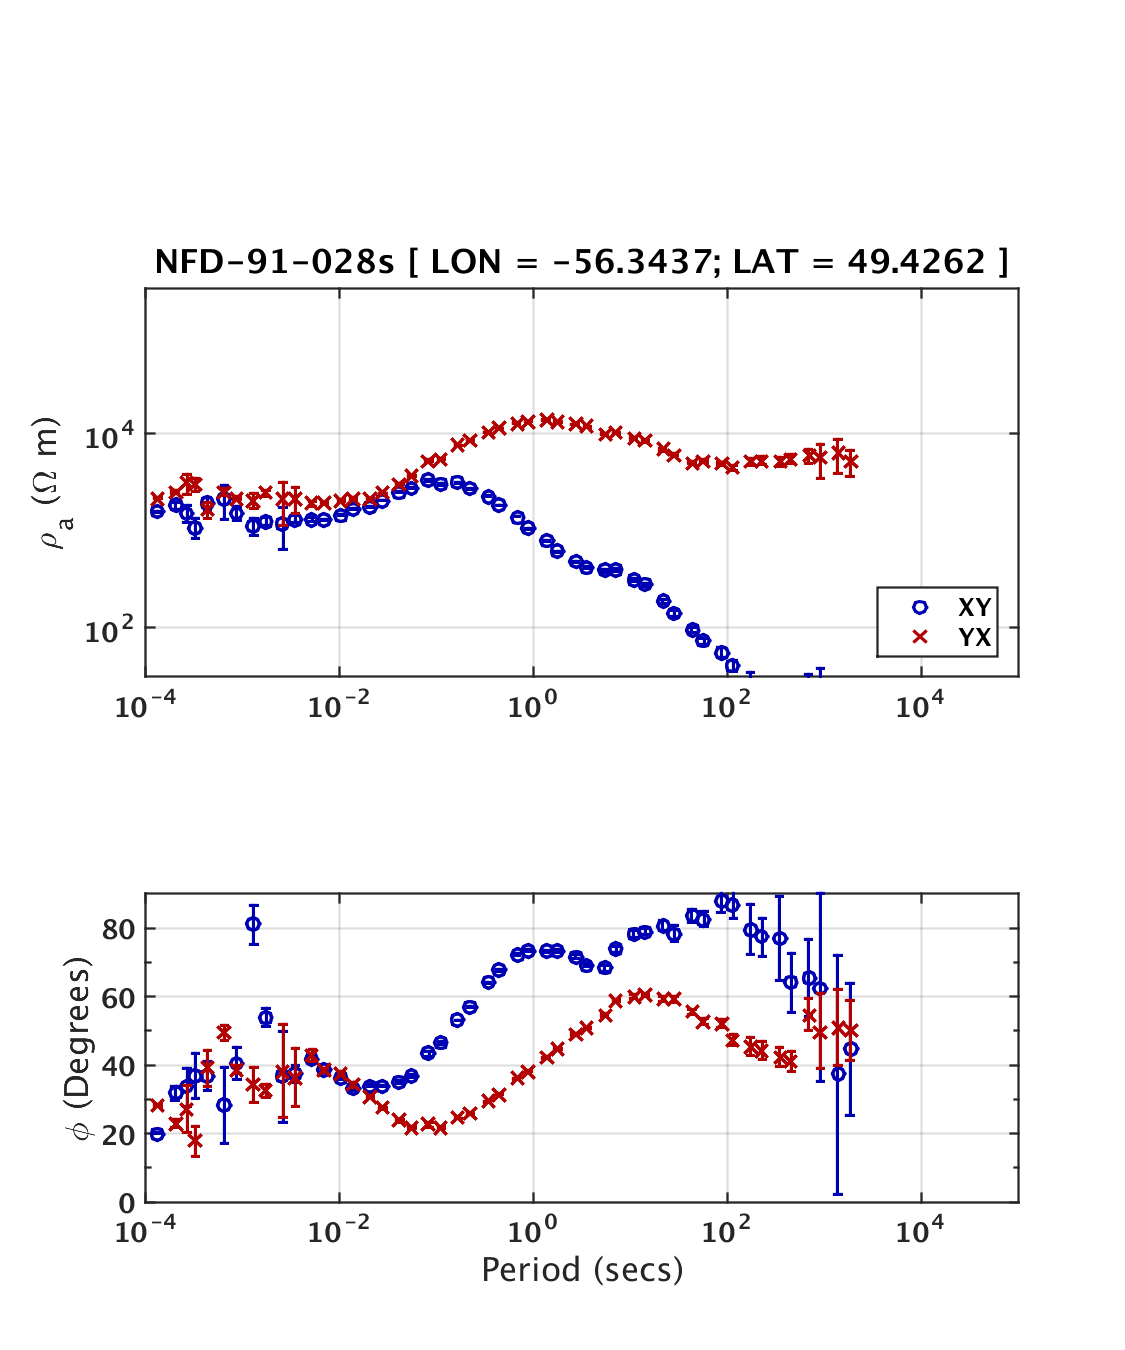 NFD-91-028s [ LON = -56.3437; LAT = 49.4262 ]
ρa (Ω m)
10^4
10^2
XY
YX
10^-4 10^-2 10^0 10^2 10^4
φ (Degrees)
80
60
40
20
0
10^-4 10^-2 10^0 10^2 10^4
Period (secs)